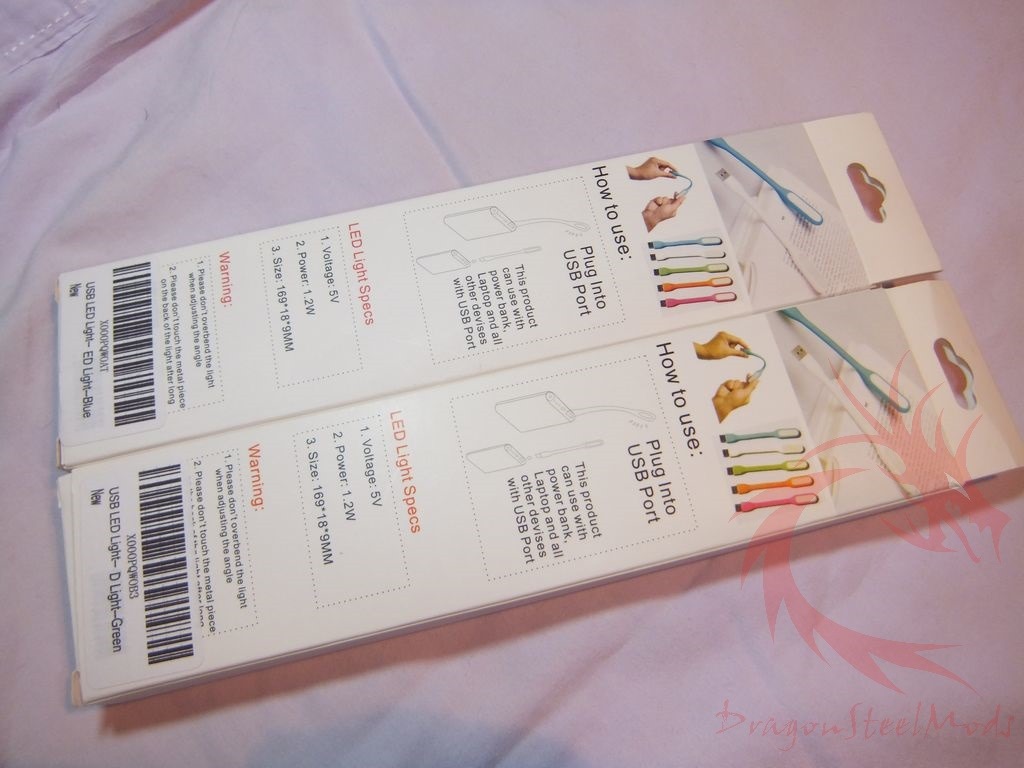 How to use:
Plug Into
USB Port
This product
can use with
power bank,
Laptop and all
other devises
with USB Port
LED Light Specs
1. Voltage: 5V
2. Power: 1.2W
3. Size: 169*18*9MM
Warning:
1. Please don't overbend the light
when adjusting the angle
2. Please don't touch the metal piece
on the back of the light after long
X000PQWOAT
USB LED Light- ED Light--Blue
New
How to use:
Plug Into
USB Port
This product
can use with
power bank,
Laptop and all
other devises
with USB Port
LED Light Specs
1. Voltage: 5V
2. Power: 1.2W
3. Size: 169*18*9MM
Warning:
1. Please don't overbend the light
when adjusting the angle
2. Please don't touch the metal piece
X000PQWOB3
USB LED Light- D Light--Green
New
DragonSteelMods